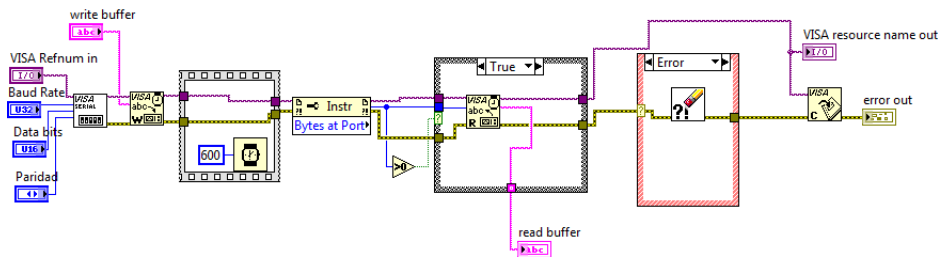 write buffer
abc
VISA Refnum in
I/O
Baud Rate
U32
Data bits
U16
Paridad
VISA
SERIAL
VISA
abc
W
600
Instr
Bytes at Port
>0
True
VISA
abc
R
read buffer
abc
Error
?!
VISA resource name out
I/O
C
error out